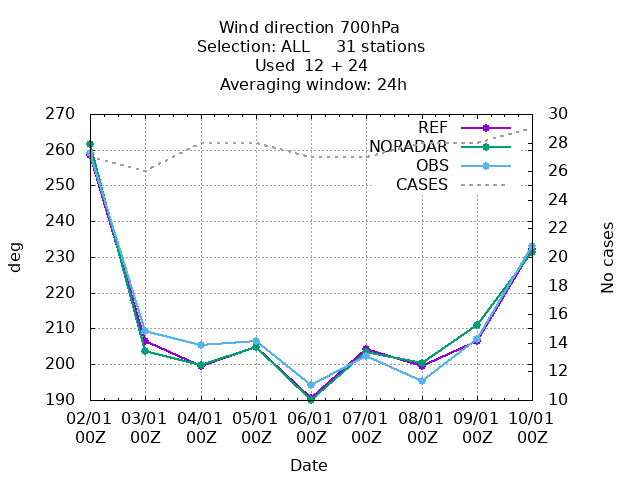 Wind direction 700hPa
Selection: ALL     31 stations
Used  12 + 24
Averaging window: 24h
270
260
250
240
230
220
210
200
190
30
28
26
24
22
20
18
16
14
12
10
REF
NORADAR
OBS
CASES
deg
No cases
02/01 03/01 04/01 05/01 06/01 07/01 08/01 09/01 10/01
00Z 00Z 00Z 00Z 00Z 00Z 00Z 00Z 00Z
Date